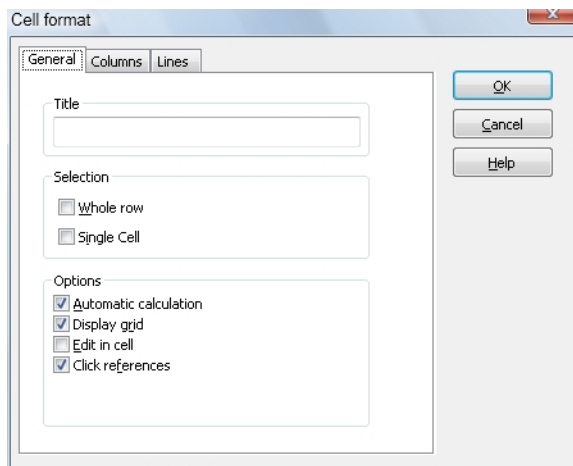 Cell format
General Columns Lines
OK
Title
Cancel
Selection
Help
Whole row
Single Cell
Options
Automatic calculation
Display grid
Edit in cell
Click references